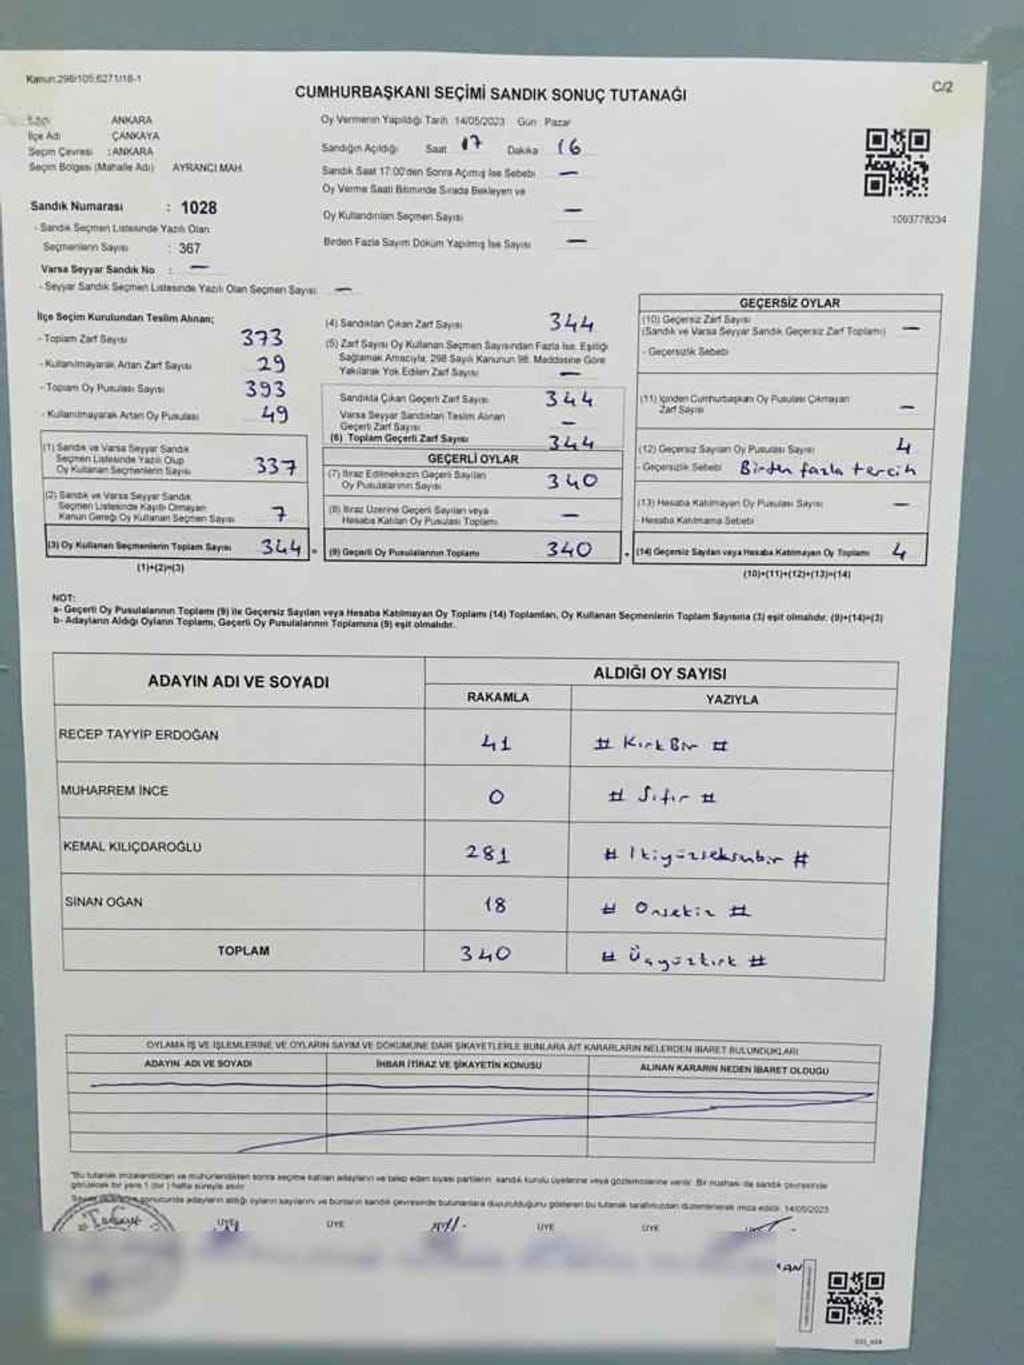 Kanun:298/105:6271/18-1
C/2
CUMHURBAŞKANI SEÇİMİ SANDIK SONUÇ TUTANAĞI
ANKARA
İlçe Adı ÇANKAYA
Seçim Çevresi : ANKARA
Seçim Bölgesi (Mahalle Adı) AYRANCI MAH.
Oy Vermenin Yapıldığı Tarih :14/05/2023 Gün : Pazar
Sandığın Açıldığı Saat 17 Dakika 16
Sandık Saat 17:00'den Sonra Açımış İse Sebebi —
Oy Verme Saati Bitiminde Sırada Bekleyen ve
Oy Kullandırılan Seçmen Sayısı —
Birden Fazla Sayım Döküm Yapılmış İse Sayısı —
1093778234
Sandık Numarası : 1028
- Sandık Seçmen Listesinde Yazılı Olan
Seçmenlerin Sayısı : 367
Varsa Seyyar Sandık No : —
- Seyyar Sandık Seçmen Listesinde Yazılı Olan Seçmen Sayısı: —
İlçe Seçim Kurulundan Teslim Alınan;
- Toplam Zarf Sayısı 373
- Kullanılmayarak Artan Zarf Sayısı 29
- Toplam Oy Pusulası Sayısı 393
- Kullanılmayarak Artan Oy Pusulası 49
(1) Sandık ve Varsa Seyyar Sandık
Seçmen Listesinde Yazılı Olup
Oy Kullanan Seçmenlerin Sayısı 337
(2) Sandık ve Varsa Seyyar Sandık
Seçmen Listesinde Kayıtlı Olmayan
Kanun Gereği Oy Kullanan Seçmen Sayısı 7
(3) Oy Kullanan Seçmenlerin Toplam Sayısı 344 =
(1)+(2)=(3)
(4) Sandıktan Çıkan Zarf Sayısı 344
(5) Zarf Sayısı Oy Kullanan Seçmen Sayısından Fazla İse, Eşitliği
Sağlamak Amacıyla, 298 Sayılı Kanunun 98. Maddesine Göre
Yakılarak Yok Edilen Zarf Sayısı —
Sandıkta Çıkan Geçerli Zarf Sayısı 344
Varsa Seyyar Sandıktan Teslim Alınan
Geçerli Zarf Sayısı —
(6) Toplam Geçerli Zarf Sayısı 344
GEÇERLİ OYLAR
(7) İtiraz Edilmeksizin Geçerli Sayılan
Oy Pusulalarının Sayısı 340
(8) İtiraz Üzerine Geçerli Sayılan veya
Hesaba Katılan Oy Pusulası Toplamı —
(9) Geçerli Oy Pusulalarının Toplamı 340 +
GEÇERSİZ OYLAR
(10) Geçersiz Zarf Sayısı
(Sandık ve Varsa Seyyar Sandık Geçersiz Zarf Toplamı) —
- Geçersizlik Sebebi
(11) İçinden Cumhurbaşkanı Oy Pusulası Çıkmayan
Zarf Sayısı —
(12) Geçersiz Sayılan Oy Pusulası Sayısı 4
- Geçersizlik Sebebi Birden fazla tercih
(13) Hesaba Katılmayan Oy Pusulası Sayısı —
- Hesaba Katılmama Sebebi
(14) Geçersiz Sayılan veya Hesaba Katılmayan Oy Toplamı 4
(10)+(11)+(12)+(13)=(14)
NOT:
a- Geçerli Oy Pusulalarının Toplamı (9) ile Geçersiz Sayılan veya Hesaba Katılmayan Oy Toplamı (14) Toplamları, Oy Kullanan Seçmenlerin Toplam Sayısına (3) eşit olmalıdır. (9)+(14)=(3)
b- Adayların Aldığı Oyların Toplamı, Geçerli Oy Pusulalarının Toplamına (9) eşit olmalıdır.
ADAYIN ADI VE SOYADI
ALDIĞI OY SAYISI
RAKAMLA YAZIYLA
RECEP TAYYİP ERDOĞAN 41 # Kırk Bir #
MUHARREM İNCE 0 # Sıfır #
KEMAL KILIÇDAROĞLU 281 # İkiyüzseksenbir #
SİNAN OĞAN 18 # Onsekiz #
TOPLAM 340 # Üçyüzkırk #
OYLAMA İŞ VE İŞLEMLERİNE VE OYLARIN SAYIM VE DÖKÜMÜNE DAİR ŞİKAYETLERLE BUNLARA AİT KARARLARIN NELERDEN İBARET BULUNDUKLARI
ADAYIN ADI VE SOYADI İHBAR İTİRAZ VE ŞİKAYETİN KONUSU ALINAN KARARIN NEDEN İBARET OLDUĞU
"Bu tutanak imzalandıktan ve mühürlendikten sonra seçime katılan adayların ve talep eden siyasi partilerin sandık kurulu üyelerine veya gözlemcilerine verilir. Bir nüshası da sandık çevresinde
görülecek bir yere 1 (bir) hafta süreyle asılır.
sonucunda adayların aldığı oyların sayılarını ve bunların sandık çevresinde bulunanlara duyurulduğunu gösteren bu tutanak tarafımızdan düzenlenerek imza edildi. 14/05/2023
ÜYE ÜYE ÜYE ÜYE